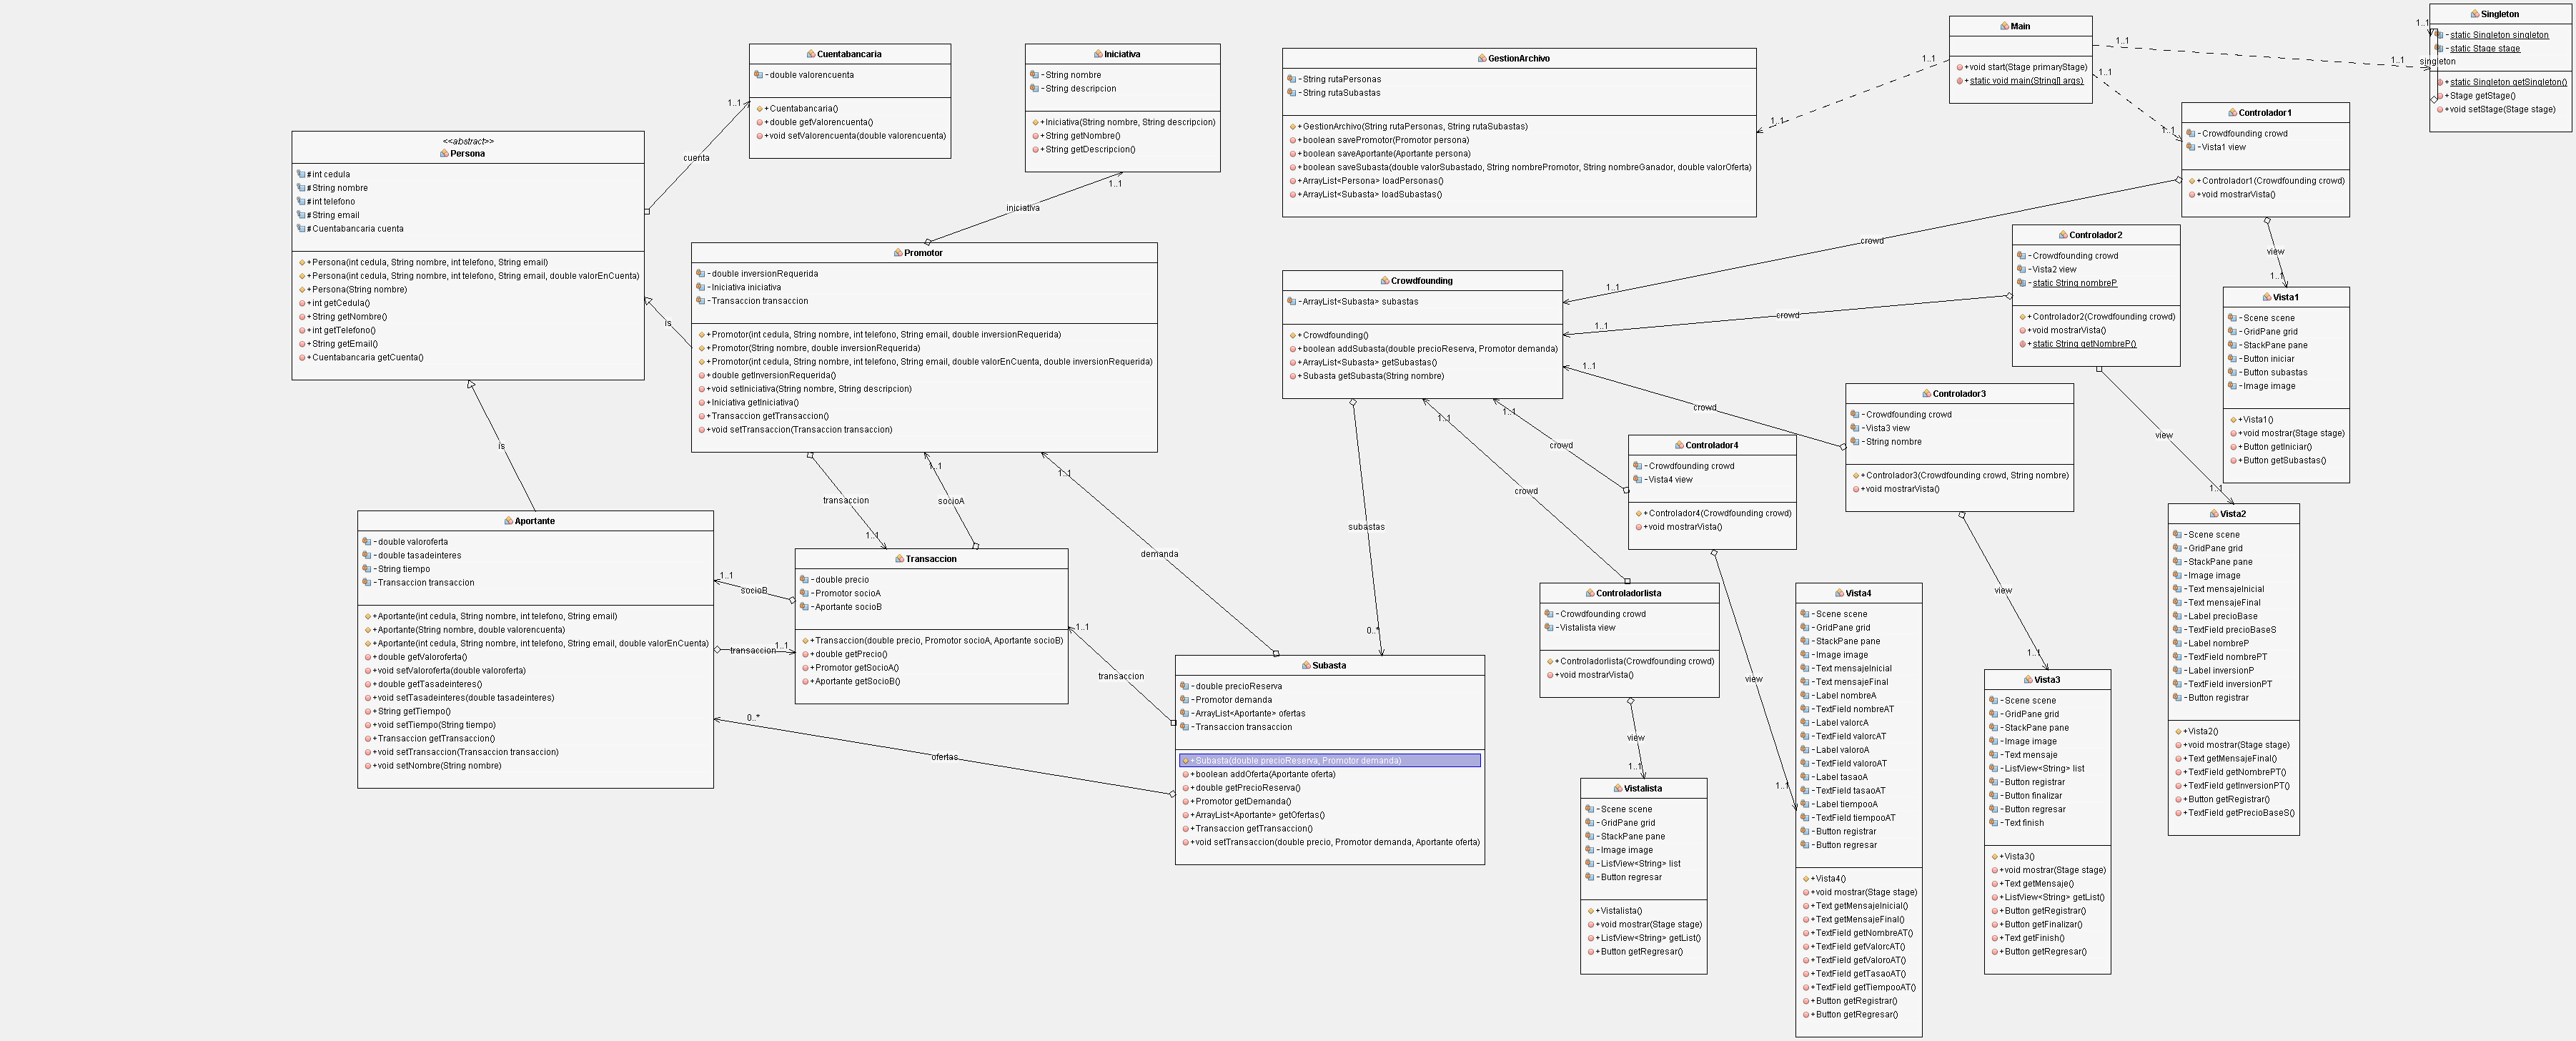 Cuentabancaria
- double valorencuenta
+ Cuentabancaria()
+ double getValorencuenta()
+ void setValorencuenta(double valorencuenta)
1..1
cuenta
Iniciativa
- String nombre
- String descripcion
+ Iniciativa(String nombre, String descripcion)
+ String getNombre()
+ String getDescripcion()
1..1
iniciativa
<<abstract>>
Persona
# int cedula
# String nombre
# int telefono
# String email
# Cuentabancaria cuenta
+ Persona(int cedula, String nombre, int telefono, String email)
+ Persona(int cedula, String nombre, int telefono, String email, double valorEnCuenta)
+ Persona(String nombre)
+ int getCedula()
+ String getNombre()
+ int getTelefono()
+ String getEmail()
+ Cuentabancaria getCuenta()
is
is
Promotor
- double inversionRequerida
- Iniciativa iniciativa
- Transaccion transaccion
+ Promotor(int cedula, String nombre, int telefono, String email, double inversionRequerida)
+ Promotor(String nombre, double inversionRequerida)
+ Promotor(int cedula, String nombre, int telefono, String email, double valorEnCuenta, double inversionRequerida)
+ double getInversionRequerida()
+ void setIniciativa(String nombre, String descripcion)
+ Iniciativa getIniciativa()
+ Transaccion getTransaccion()
+ void setTransaccion(Transaccion transaccion)
transaccion
1..1
1..1
socioA
1..1
demanda
Aportante
- double valoroferta
- double tasadeinteres
- String tiempo
- Transaccion transaccion
+ Aportante(int cedula, String nombre, int telefono, String email)
+ Aportante(String nombre, double valorencuenta)
+ Aportante(int cedula, String nombre, int telefono, String email, double valorEnCuenta)
+ double getValoroferta()
+ void setValoroferta(double valoroferta)
+ double getTasadeinteres()
+ void setTasadeinteres(double tasadeinteres)
+ String getTiempo()
+ void setTiempo(String tiempo)
+ Transaccion getTransaccion()
+ void setTransaccion(Transaccion transaccion)
+ void setNombre(String nombre)
1..1
socioB
transaccion
1..1
0..*
ofertas
Transaccion
- double precio
- Promotor socioA
- Aportante socioB
+ Transaccion(double precio, Promotor socioA, Aportante socioB)
+ double getPrecio()
+ Promotor getSocioA()
+ Aportante getSocioB()
1..1
transaccion
Subasta
- double precioReserva
- Promotor demanda
- ArrayList<Aportante> ofertas
- Transaccion transaccion
+ Subasta(double precioReserva, Promotor demanda)
+ boolean addOferta(Aportante oferta)
+ double getPrecioReserva()
+ Promotor getDemanda()
+ ArrayList<Aportante> getOfertas()
+ Transaccion getTransaccion()
+ void setTransaccion(double precio, Promotor demanda, Aportante oferta)
GestionArchivo
- String rutaPersonas
- String rutaSubastas
+ GestionArchivo(String rutaPersonas, String rutaSubastas)
+ boolean savePromotor(Promotor persona)
+ boolean saveAportante(Aportante persona)
+ boolean saveSubasta(double valorSubastado, String nombrePromotor, String nombreGanador, double valorOferta)
+ ArrayList<Persona> loadPersonas()
+ ArrayList<Subasta> loadSubastas()
1..1
1..1
Crowdfounding
- ArrayList<Subasta> subastas
+ Crowdfounding()
+ boolean addSubasta(double precioReserva, Promotor demanda)
+ ArrayList<Subasta> getSubastas()
+ Subasta getSubasta(String nombre)
subastas
0..*
crowd
1..1
crowd
1..1
crowd
1..1
crowd
1..1
crowd
1..1
Main
+ void start(Stage primaryStage)
+ static void main(String[] args)
1..1
1..1
1..1
1..1
Singleton
- static Singleton singleton
- static Stage stage
+ static Singleton getSingleton()
+ Stage getStage()
+ void setStage(Stage stage)
1..1
singleton
Controlador1
- Crowdfounding crowd
- Vista1 view
+ Controlador1(Crowdfounding crowd)
+ void mostrarVista()
view
1..1
Controlador2
- Crowdfounding crowd
- Vista2 view
- static String nombreP
+ Controlador2(Crowdfounding crowd)
+ void mostrarVista()
+ static String getNombreP()
view
1..1
Vista1
- Scene scene
- GridPane grid
- StackPane pane
- Button iniciar
- Button subastas
- Image image
+ Vista1()
+ void mostrar(Stage stage)
+ Button getIniciar()
+ Button getSubastas()
Controlador3
- Crowdfounding crowd
- Vista3 view
- String nombre
+ Controlador3(Crowdfounding crowd, String nombre)
+ void mostrarVista()
view
1..1
Controlador4
- Crowdfounding crowd
- Vista4 view
+ Controlador4(Crowdfounding crowd)
+ void mostrarVista()
view
1..1
Controladorlista
- Crowdfounding crowd
- Vistalista view
+ Controladorlista(Crowdfounding crowd)
+ void mostrarVista()
view
1..1
Vistalista
- Scene scene
- GridPane grid
- StackPane pane
- Image image
- ListView<String> list
- Button regresar
+ Vistalista()
+ void mostrar(Stage stage)
+ ListView<String> getList()
+ Button getRegresar()
Vista4
- Scene scene
- GridPane grid
- StackPane pane
- Image image
- Text mensajeInicial
- Text mensajeFinal
- Label nombreA
- TextField nombreAT
- Label valorcA
- TextField valorcAT
- Label valoroA
- TextField valoroAT
- Label tasaoA
- TextField tasaoAT
- Label tiempooA
- TextField tiempooAT
- Button registrar
- Button regresar
+ Vista4()
+ void mostrar(Stage stage)
+ Text getMensajeInicial()
+ Text getMensajeFinal()
+ TextField getNombreAT()
+ TextField getValorcAT()
+ TextField getValoroAT()
+ TextField getTasaoAT()
+ TextField getTiempooAT()
+ Button getRegistrar()
+ Button getRegresar()
Vista3
- Scene scene
- GridPane grid
- StackPane pane
- Image image
- Text mensaje
- ListView<String> list
- Button registrar
- Button finalizar
- Button regresar
- Text finish
+ Vista3()
+ void mostrar(Stage stage)
+ Text getMensaje()
+ ListView<String> getList()
+ Button getRegistrar()
+ Button getFinalizar()
+ Text getFinish()
+ Button getRegresar()
Vista2
- Scene scene
- GridPane grid
- StackPane pane
- Image image
- Text mensajeInicial
- Text mensajeFinal
- Label precioBase
- TextField precioBaseS
- Label nombreP
- TextField nombrePT
- Label inversionP
- TextField inversionPT
- Button registrar
+ Vista2()
+ void mostrar(Stage stage)
+ Text getMensajeFinal()
+ TextField getNombrePT()
+ TextField getInversionPT()
+ Button getRegistrar()
+ TextField getPrecioBaseS()